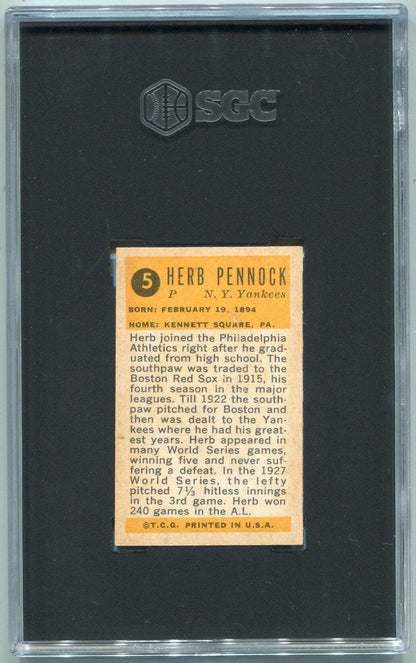 SGC
5 HERB PENNOCK
P N. Y. Yankees
BORN: FEBRUARY 19, 1894
HOME: KENNETT SQUARE, PA.
Herb joined the Philadelphia
Athletics right after he grad-
uated from high school. The
southpaw was traded to the
Boston Red Sox in 1915, his
fourth season in the major
leagues. Till 1922 the south-
paw pitched for Boston and
then was dealt to the Yan-
kees where he had his great-
est years. Herb appeared in
many World Series games,
winning five and never suf-
fering a defeat. In the 1927
World Series, the lefty
pitched 7⅓ hitless innings
in the 3rd game. Herb won
240 games in the A.L.
©T.C.G. PRINTED IN U.S.A.